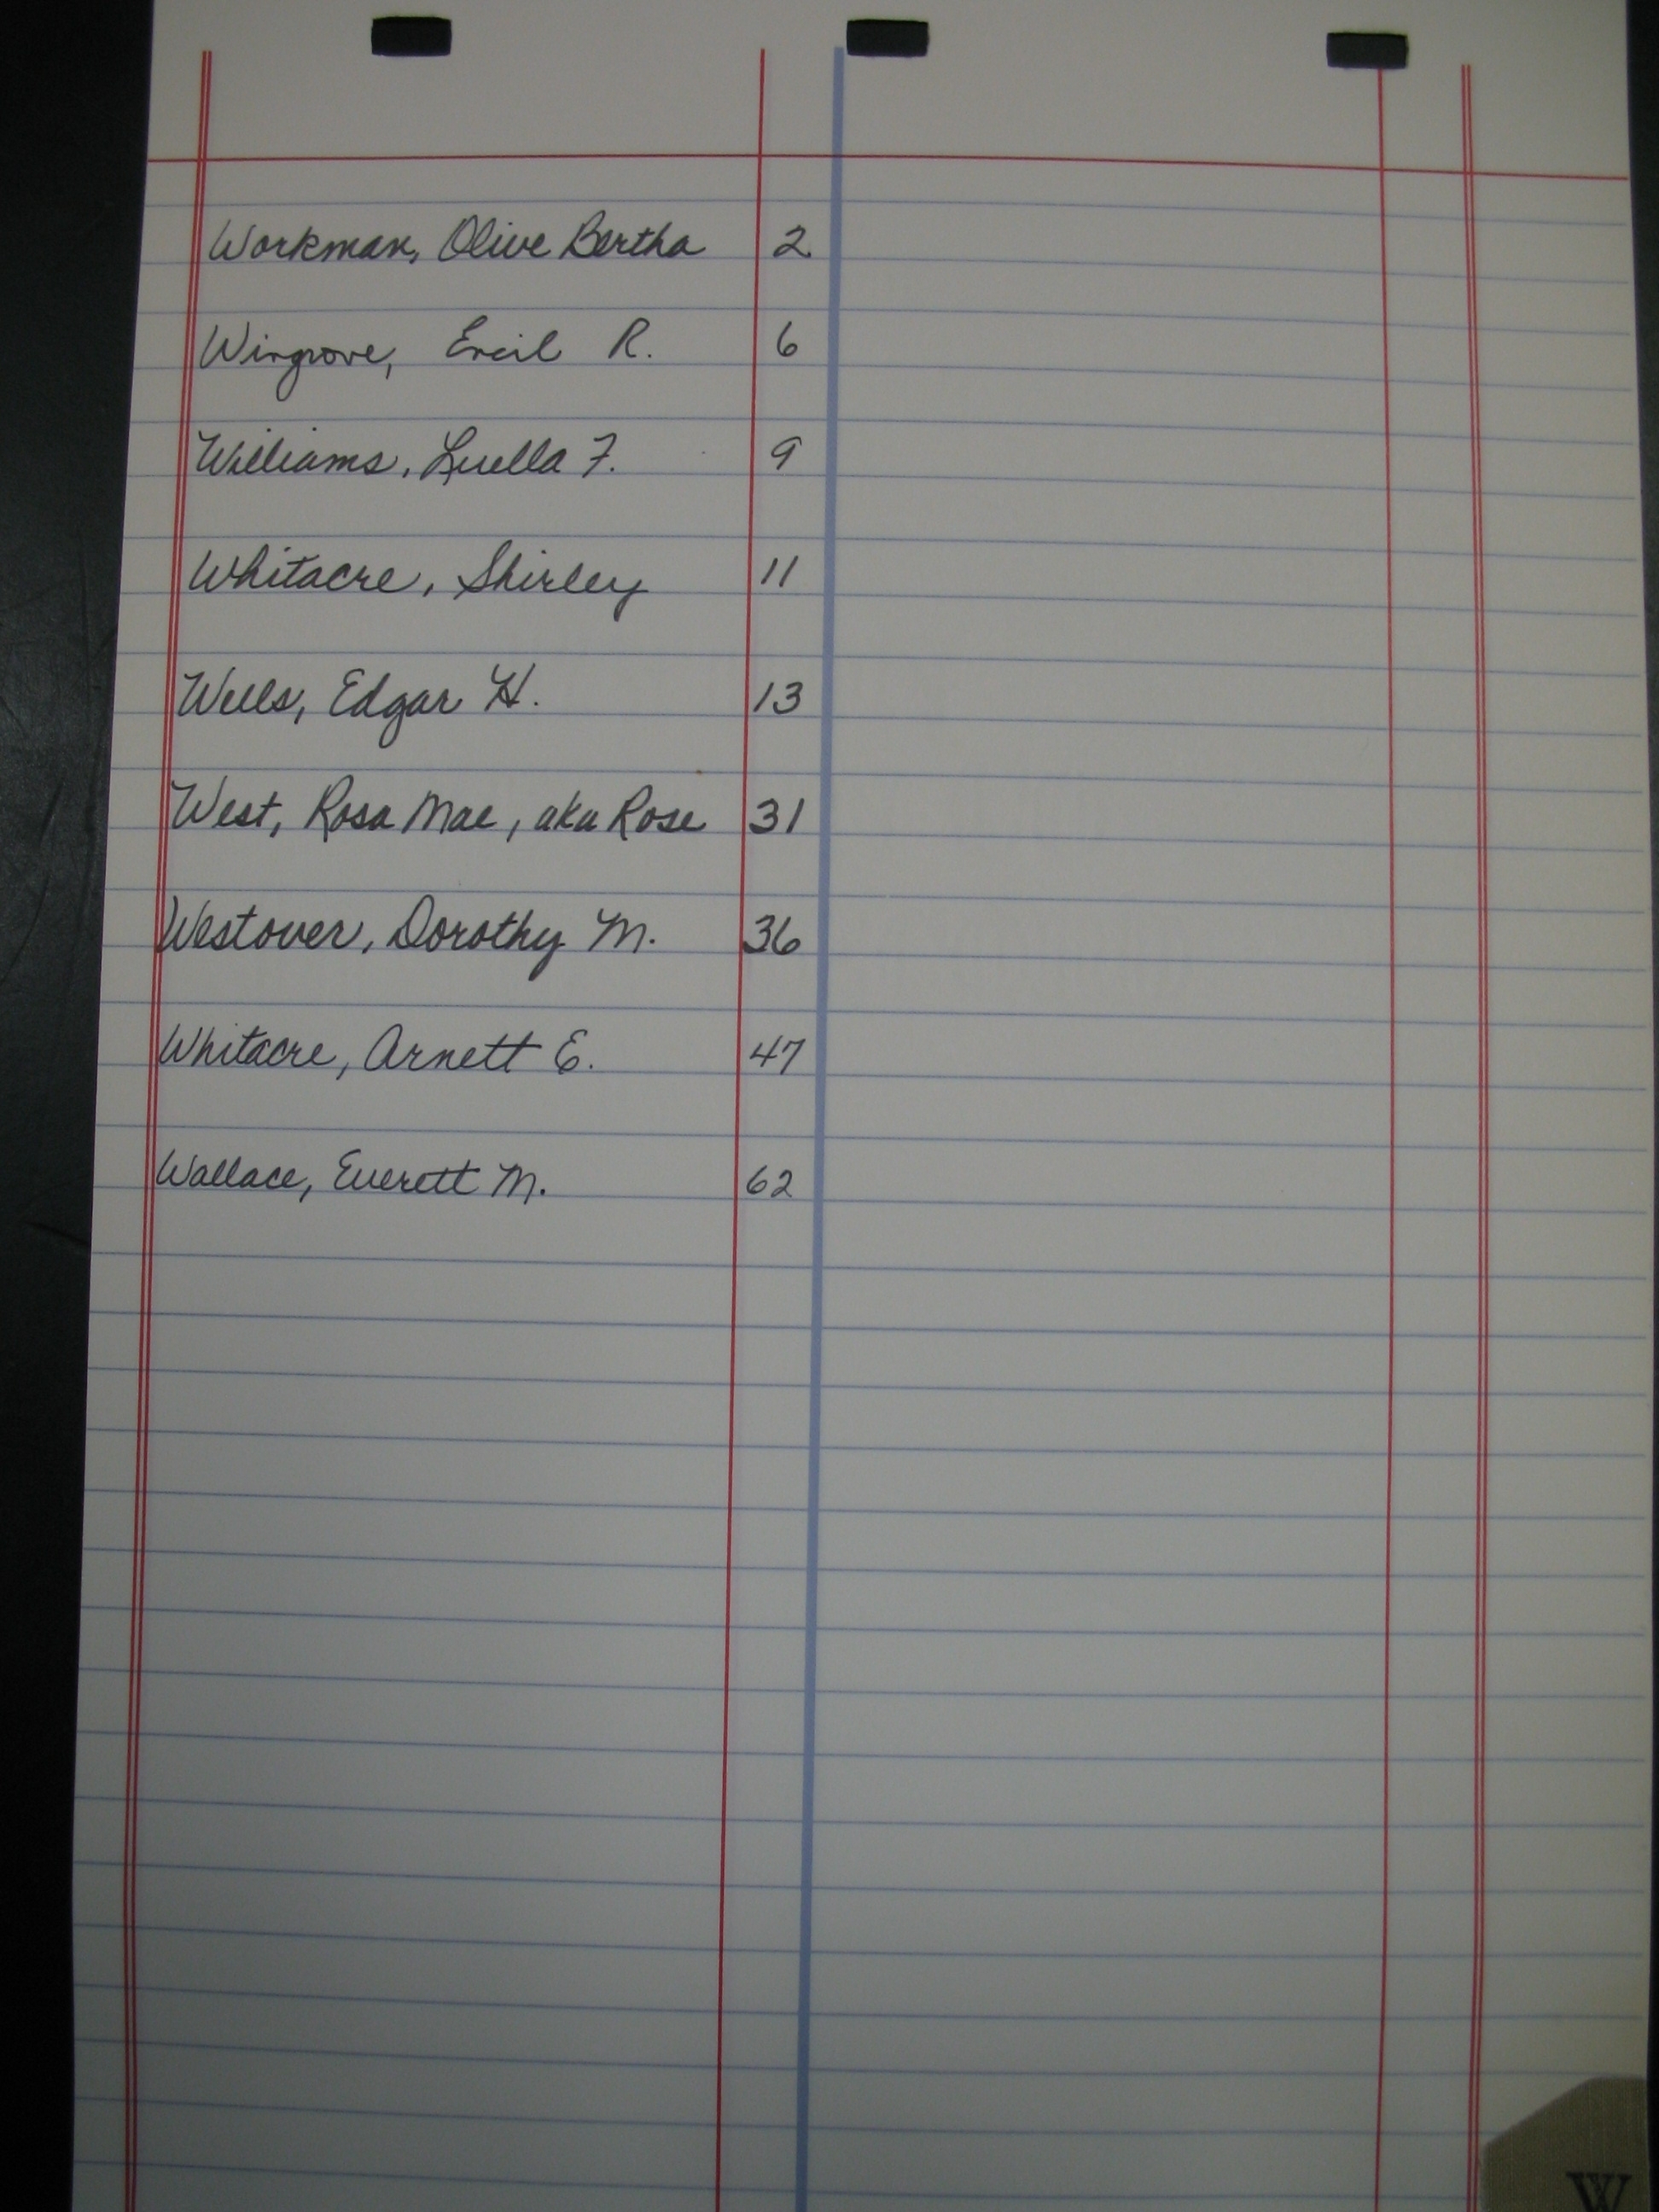 Workman, Olive Bertha 2
Wingrove, Ercil R. 6
Williams, Luella F. 9
Whitacre, Shirley 11
Wells, Edgar H. 13
West, Rosa Mae, aka Rose 31
Westover, Dorothy M. 36
Whitacre, Arnett E. 47
Wallace, Everett M. 62
W